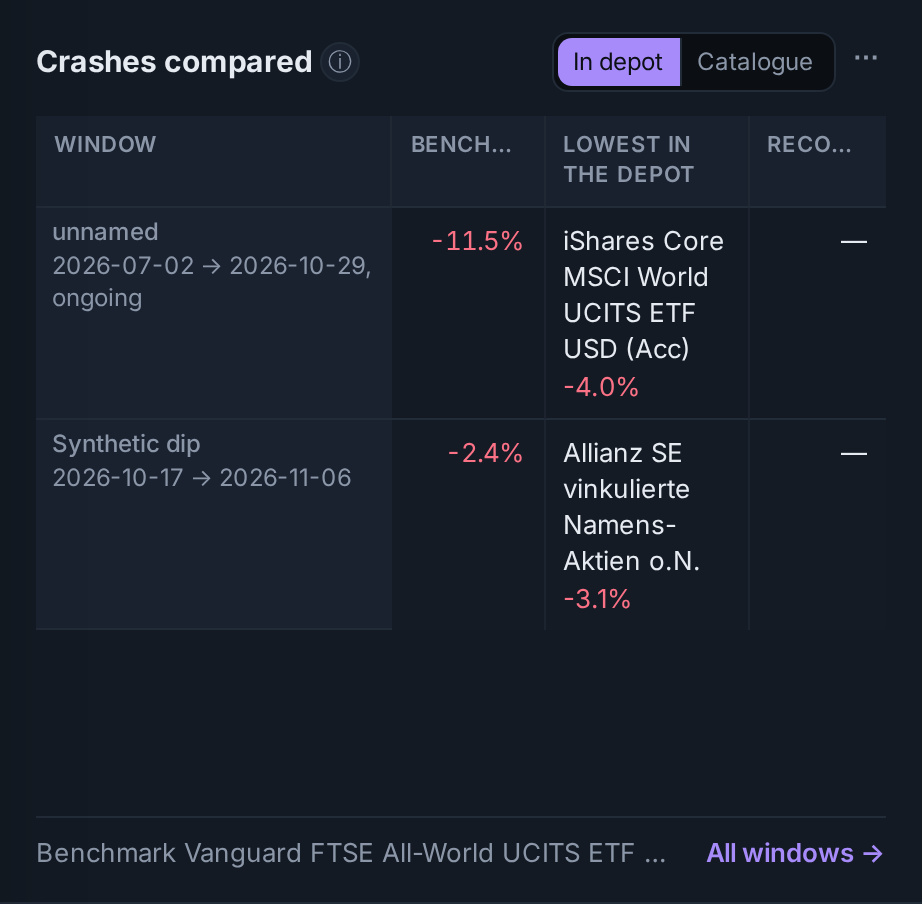 Crashes compared ⓘ In depot Catalogue ...
WINDOW BENCH... LOWEST IN THE DEPOT RECO...
unnamed
2026-07-02 → 2026-10-29,
ongoing
-11.5%
iShares Core
MSCI World
UCITS ETF
USD (Acc)
-4.0%
—
Synthetic dip
2026-10-17 → 2026-11-06
-2.4%
Allianz SE
vinkulierte
Namens-
Aktien o.N.
-3.1%
—
Benchmark Vanguard FTSE All-World UCITS ETF ... All windows →